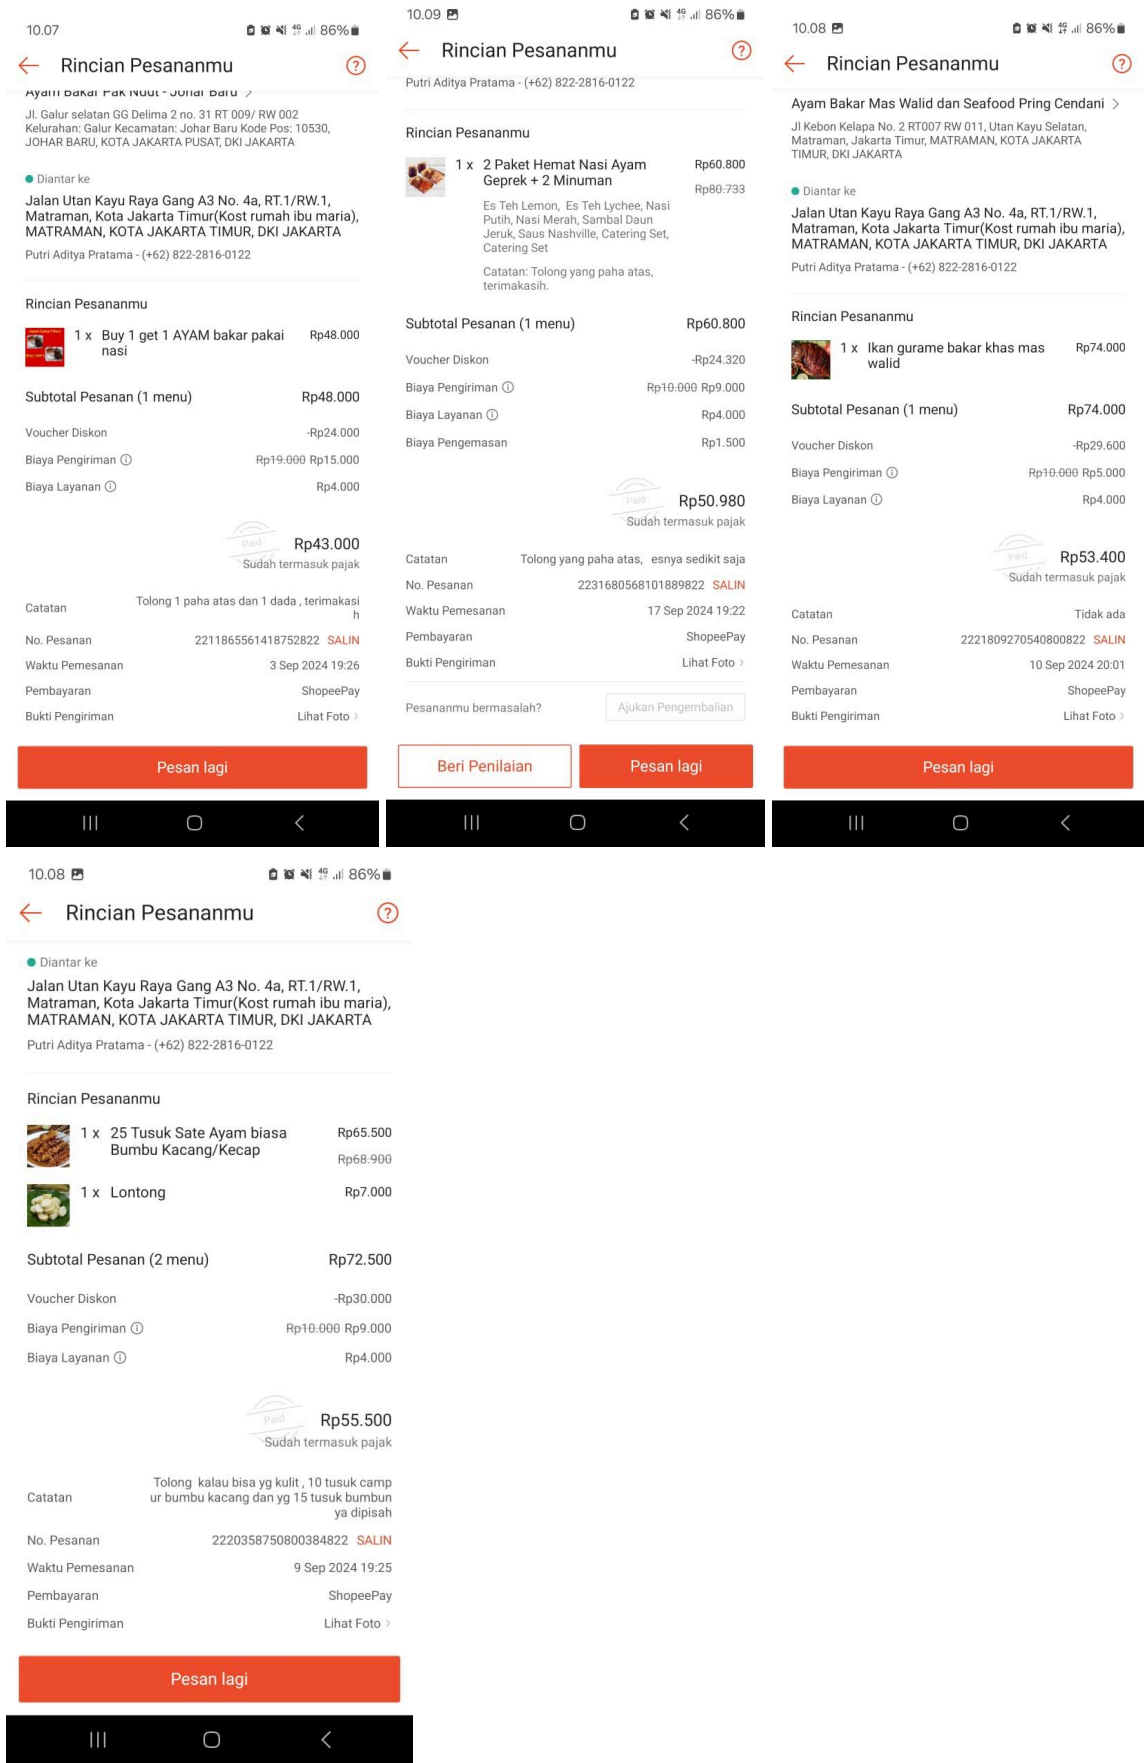 10.07
4G 86%
Rincian Pesananmu
Ayam Bakar Pak Ndut - Johar Baru >
Jl. Galur selatan GG Delima 2 no. 31 RT 009/ RW 002
Kelurahan: Galur Kecamatan: Johar Baru Kode Pos: 10530,
JOHAR BARU, KOTA JAKARTA PUSAT, DKI JAKARTA
Diantar ke
Jalan Utan Kayu Raya Gang A3 No. 4a, RT.1/RW.1,
Matraman, Kota Jakarta Timur(Kost rumah ibu maria),
MATRAMAN, KOTA JAKARTA TIMUR, DKI JAKARTA
Putri Aditya Pratama - (+62) 822-2816-0122
Rincian Pesananmu
1 x Buy 1 get 1 AYAM bakar pakai Rp48.000
nasi
Subtotal Pesanan (1 menu) Rp48.000
Voucher Diskon -Rp24.000
Biaya Pengiriman Rp19.000 Rp15.000
Biaya Layanan Rp4.000
Paid
Rp43.000
Sudah termasuk pajak
Catatan Tolong 1 paha atas dan 1 dada , terimakasi
h
No. Pesanan 2211865561418752822 SALIN
Waktu Pemesanan 3 Sep 2024 19:26
Pembayaran ShopeePay
Bukti Pengiriman Lihat Foto >
Pesan lagi
10.09
4G 86%
Rincian Pesananmu
Putri Aditya Pratama - (+62) 822-2816-0122
Rincian Pesananmu
1 x 2 Paket Hemat Nasi Ayam Rp60.800
Geprek + 2 Minuman Rp80.733
Es Teh Lemon, Es Teh Lychee, Nasi
Putih, Nasi Merah, Sambal Daun
Jeruk, Saus Nashville, Catering Set,
Catering Set
Catatan: Tolong yang paha atas,
terimakasih.
Subtotal Pesanan (1 menu) Rp60.800
Voucher Diskon -Rp24.320
Biaya Pengiriman Rp10.000 Rp9.000
Biaya Layanan Rp4.000
Biaya Pengemasan Rp1.500
Paid
Rp50.980
Sudah termasuk pajak
Catatan Tolong yang paha atas, esnya sedikit saja
No. Pesanan 2231680568101889822 SALIN
Waktu Pemesanan 17 Sep 2024 19:22
Pembayaran ShopeePay
Bukti Pengiriman Lihat Foto >
Pesananmu bermasalah? Ajukan Pengembalian
Beri Penilaian Pesan lagi
10.08
4G 86%
Rincian Pesananmu
Ayam Bakar Mas Walid dan Seafood Pring Cendani >
Jl Kebon Kelapa No. 2 RT007 RW 011, Utan Kayu Selatan,
Matraman, Jakarta Timur, MATRAMAN, KOTA JAKARTA
TIMUR, DKI JAKARTA
Diantar ke
Jalan Utan Kayu Raya Gang A3 No. 4a, RT.1/RW.1,
Matraman, Kota Jakarta Timur(Kost rumah ibu maria),
MATRAMAN, KOTA JAKARTA TIMUR, DKI JAKARTA
Putri Aditya Pratama - (+62) 822-2816-0122
Rincian Pesananmu
1 x Ikan gurame bakar khas mas Rp74.000
walid
Subtotal Pesanan (1 menu) Rp74.000
Voucher Diskon -Rp29.600
Biaya Pengiriman Rp10.000 Rp5.000
Biaya Layanan Rp4.000
Paid
Rp53.400
Sudah termasuk pajak
Catatan Tidak ada
No. Pesanan 2221809270540800822 SALIN
Waktu Pemesanan 10 Sep 2024 20:01
Pembayaran ShopeePay
Bukti Pengiriman Lihat Foto >
Pesan lagi
10.08
4G 86%
Rincian Pesananmu
Diantar ke
Jalan Utan Kayu Raya Gang A3 No. 4a, RT.1/RW.1,
Matraman, Kota Jakarta Timur(Kost rumah ibu maria),
MATRAMAN, KOTA JAKARTA TIMUR, DKI JAKARTA
Putri Aditya Pratama - (+62) 822-2816-0122
Rincian Pesananmu
1 x 25 Tusuk Sate Ayam biasa Rp65.500
Bumbu Kacang/Kecap Rp68.900
1 x Lontong Rp7.000
Subtotal Pesanan (2 menu) Rp72.500
Voucher Diskon -Rp30.000
Biaya Pengiriman Rp10.000 Rp9.000
Biaya Layanan Rp4.000
Paid
Rp55.500
Sudah termasuk pajak
Catatan Tolong kalau bisa yg kulit , 10 tusuk camp
ur bumbu kacang dan yg 15 tusuk bumbun
ya dipisah
No. Pesanan 2220358750800384822 SALIN
Waktu Pemesanan 9 Sep 2024 19:25
Pembayaran ShopeePay
Bukti Pengiriman Lihat Foto >
Pesan lagi